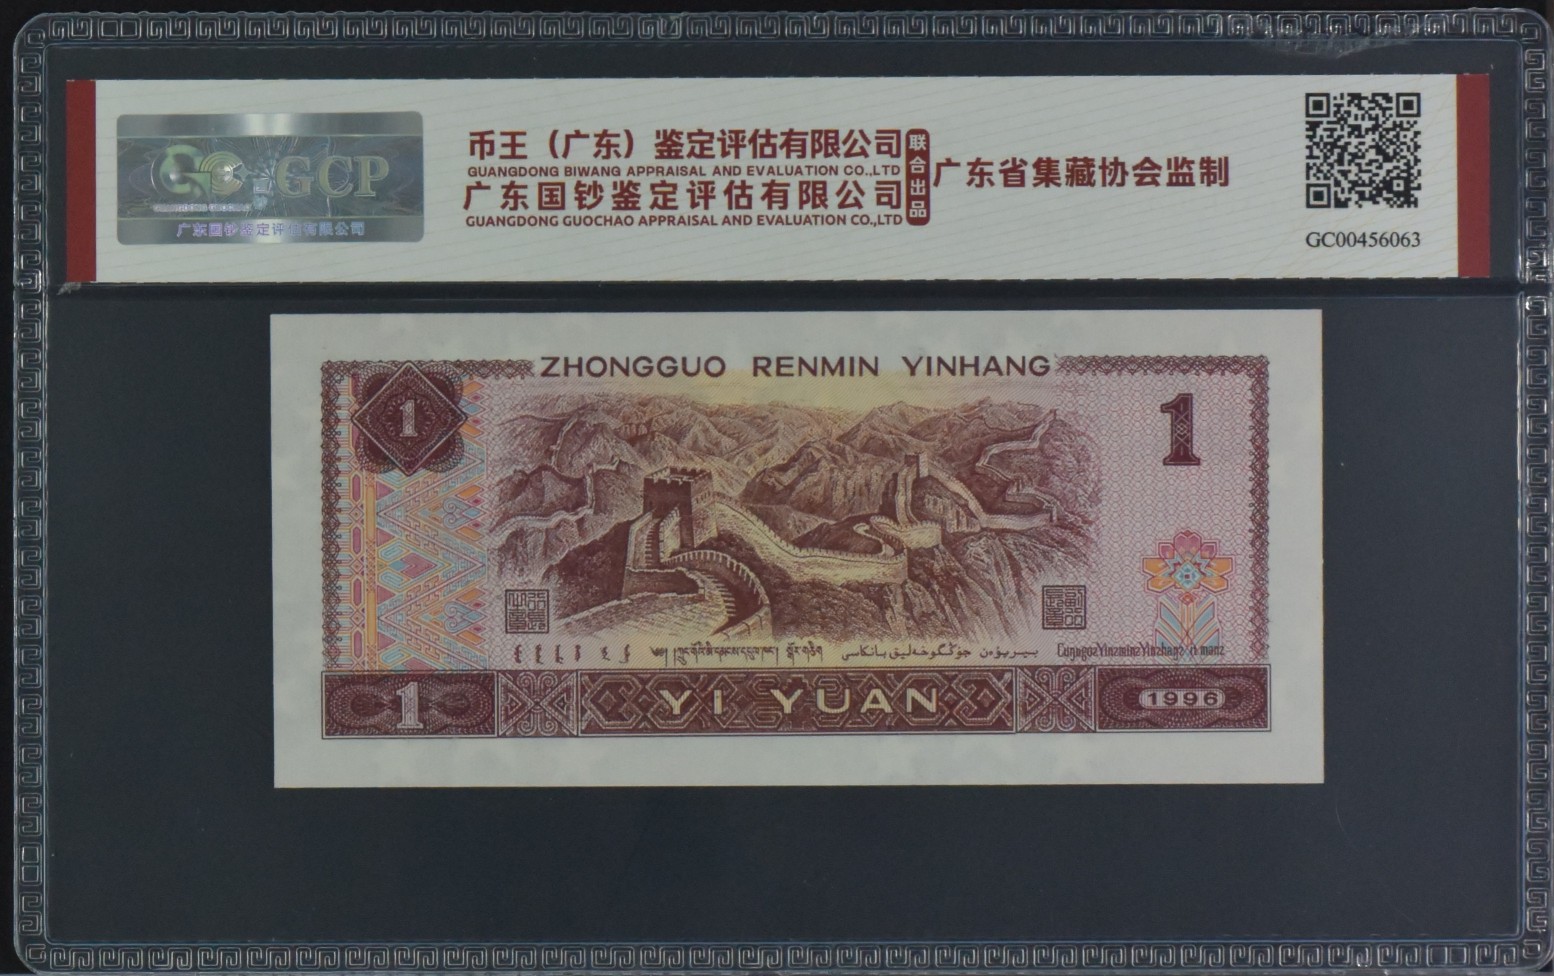 GCP
广东国钞鉴定评估有限公司
币王（广东）鉴定评估有限公司
GUANGDONG BIWANG APPRAISAL AND EVALUATION CO.,LTD
广东国钞鉴定评估有限公司
GUANGDONG GUOCHAO APPRAISAL AND EVALUATION CO.,LTD
联合出品
广东省集藏协会监制
GC00456063
ZHONGGUO RENMIN YINHANG
1
1
جۇڭگو خەلىق بانكاسى
1
YI YUAN
1996